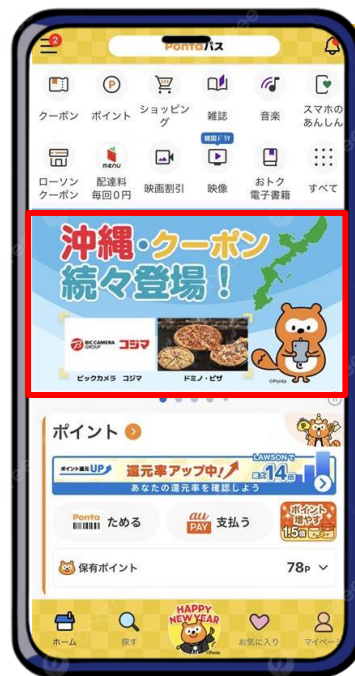 2
Pontaパス
クーポン
ポイント
ショッピン
グ
雑誌
音楽
スマホの
あんしん
韓国ドラマ
menu
ローソン
クーポン
配達料
毎回0円
映画割引
映像
おトク
電子書籍
すべて
沖縄・クーポン
続々登場！
BIC CAMERA
GROUP
コジマ
ビックカメラ コジマ
ドミノ・ピザ
©Ponta
ポイント
LAWSONで
ポイント還元UP
還元率アップ中!
最大14倍
あなたの還元率を確認しよう
Ponta ためる
au PAY 支払う
ポイント
増やす
1.5倍
保有ポイント
78P
HAPPY
NEW YEAR
ホーム
探す
©Ponta
お気に入り
マイページ